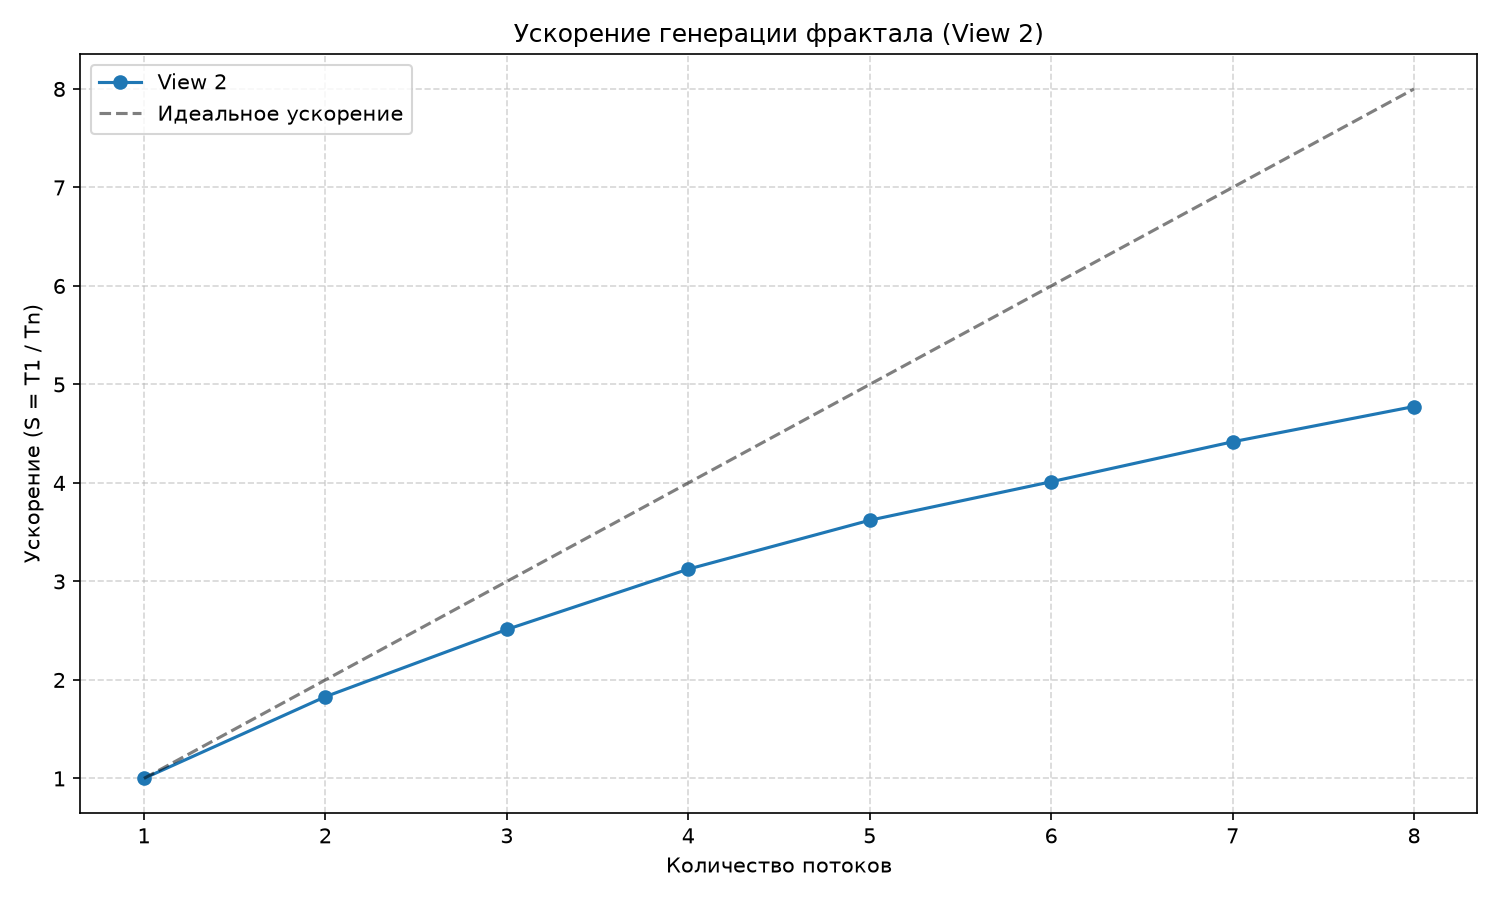 Ускорение генерации фрактала (View 2)
View 2
Идеальное ускорение
Ускорение (S = T1 / Tn)
8
7
6
5
4
3
2
1
1 2 3 4 5 6 7 8
Количество потоков